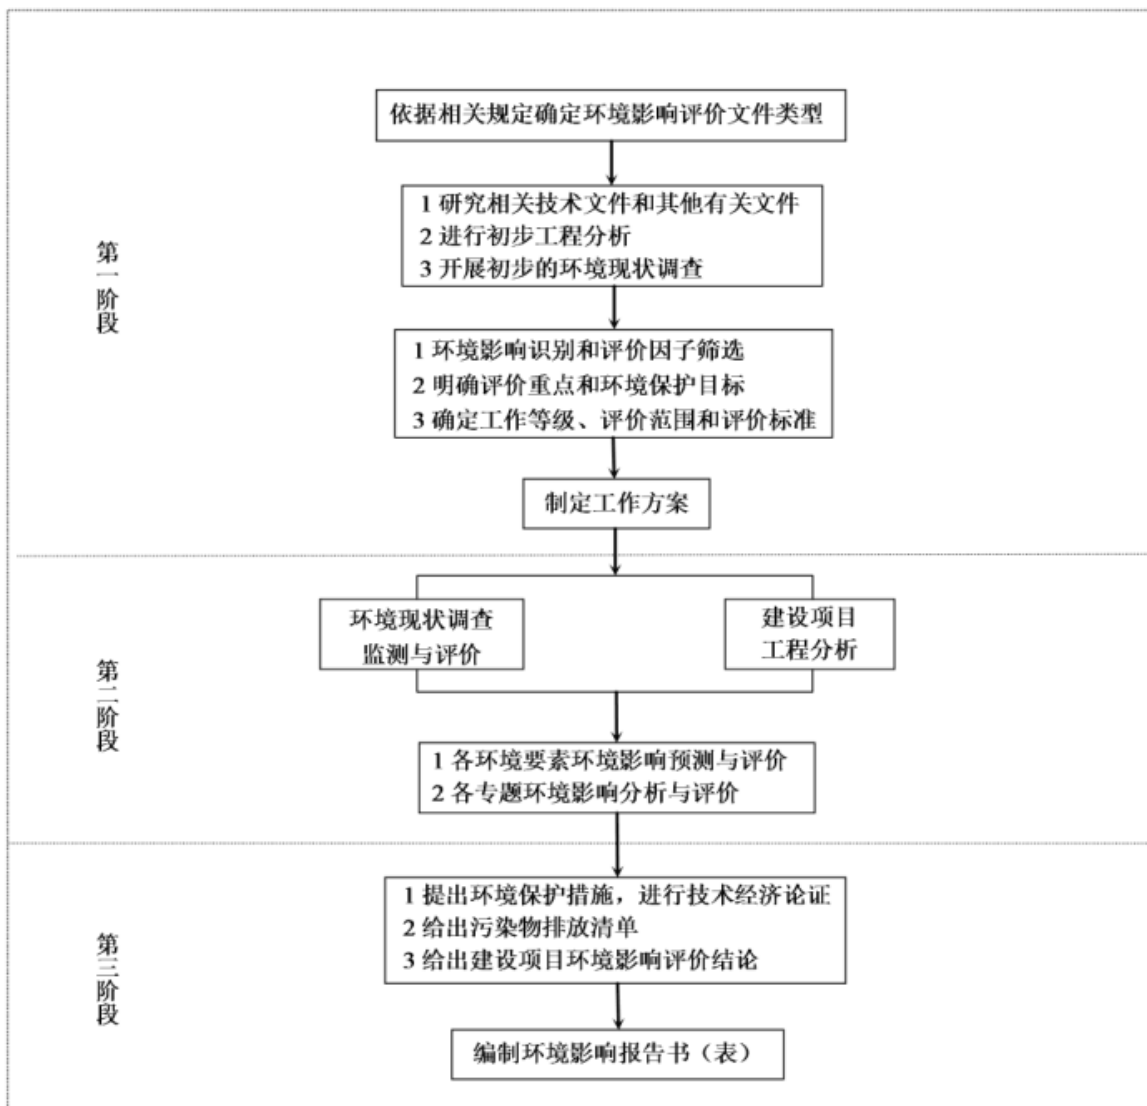 依据相关规定确定环境影响评价文件类型
1 研究相关技术文件和其他有关文件
2 进行初步工程分析
3 开展初步的环境现状调查
第一阶段
1 环境影响识别和评价因子筛选
2 明确评价重点和环境保护目标
3 确定工作等级、评价范围和评价标准
制定工作方案
环境现状调查
监测与评价
建设项目
工程分析
第二阶段
1 各环境要素环境影响预测与评价
2 各专题环境影响分析与评价
1 提出环境保护措施，进行技术经济论证
2 给出污染物排放清单
3 给出建设项目环境影响评价结论
第三阶段
编制环境影响报告书（表）